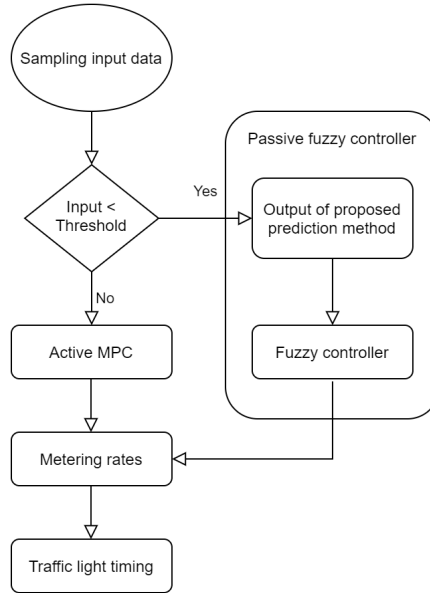 Sampling input data
Passive fuzzy controller
Input <
Threshold
Yes
Output of proposed
prediction method
No
Active MPC
Fuzzy controller
Metering rates
Traffic light timing